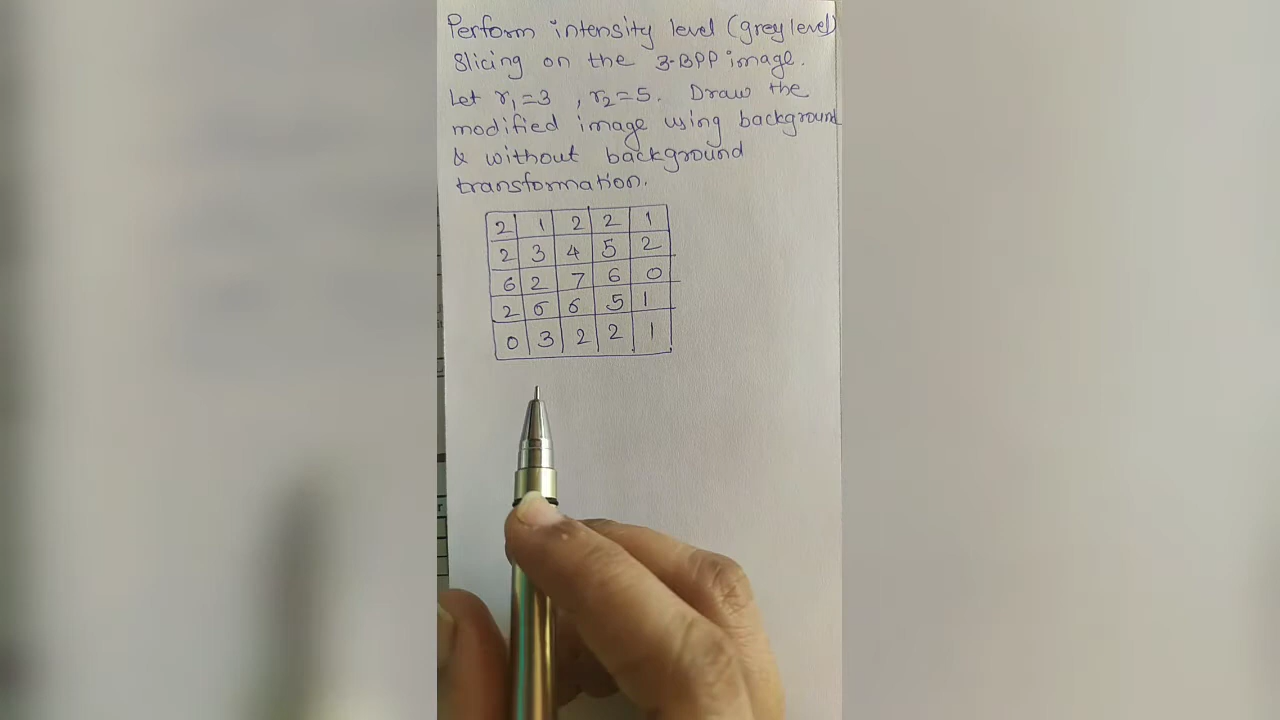 Perform intensity level (grey level)
Slicing on the 3-BPP image.
Let r₁=3 , r₂=5. Draw the
modified image using background
& without background
transformation.
2 1 2 2 1
2 3 4 5 2
6 2 7 6 0
2 6 6 5 1
0 3 2 2 1